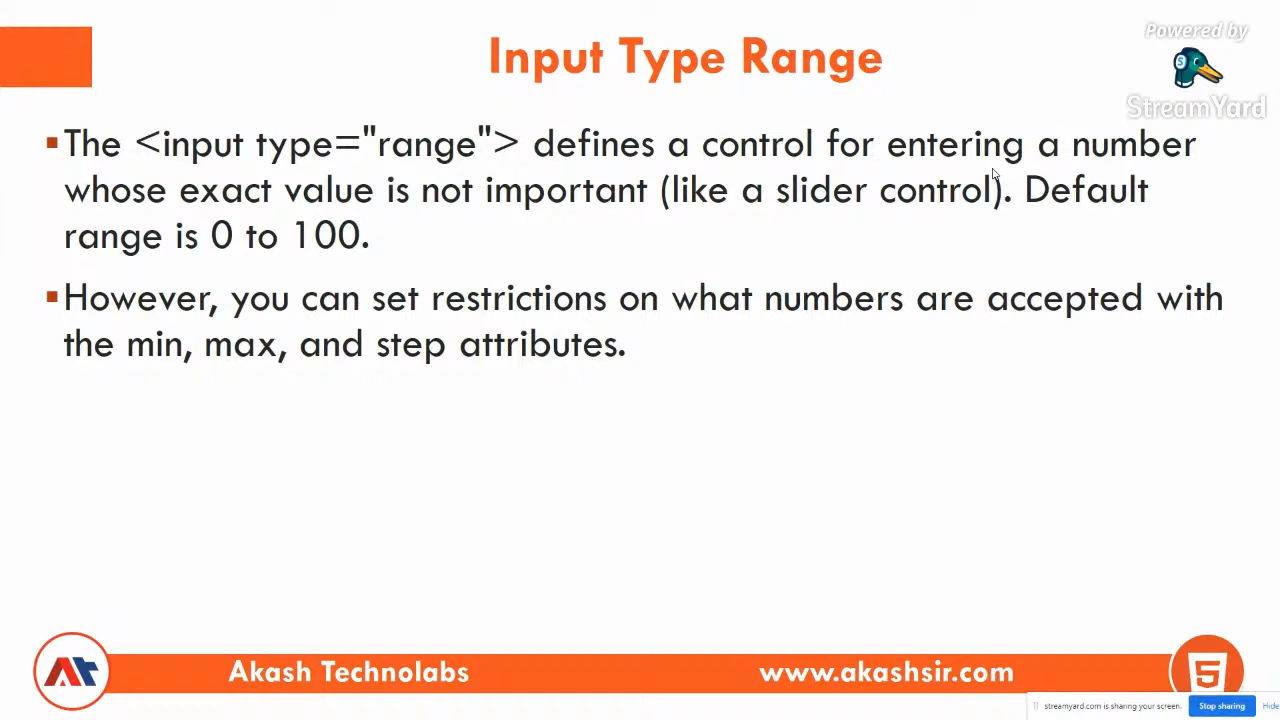 Input Type Range
Powered by
StreamYard
▪The <input type="range"> defines a control for entering a number
whose exact value is not important (like a slider control). Default
range is 0 to 100.
▪However, you can set restrictions on what numbers are accepted with
the min, max, and step attributes.
Akash Technolabs
www.akashsir.com
streamyard.com is sharing your screen.
Stop sharing
Hide